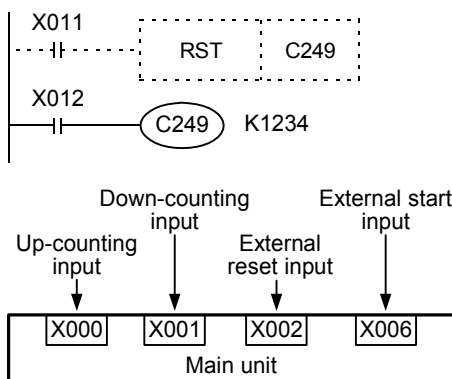 X011
RST C249
X012
C249 K1234
Down-counting input
External start input
Up-counting input
External reset input
X000 X001 X002 X006
Main unit